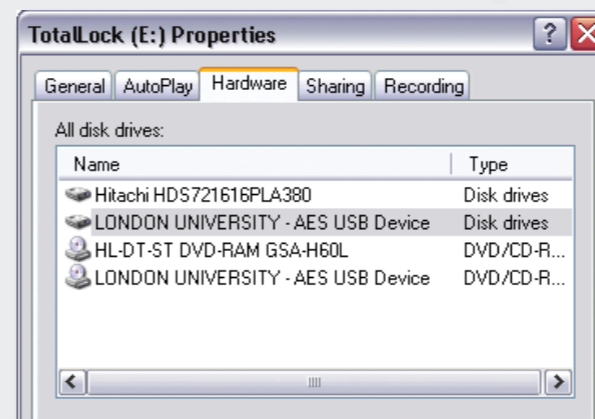 TotalLock (E:) Properties
General AutoPlay Hardware Sharing Recording
All disk drives:
Name Type
Hitachi HDS721616PLA380 Disk drives
LONDON UNIVERSITY - AES USB Device Disk drives
HL-DT-ST DVD-RAM GSA-H60L DVD/CD-R...
LONDON UNIVERSITY - AES USB Device DVD/CD-R...